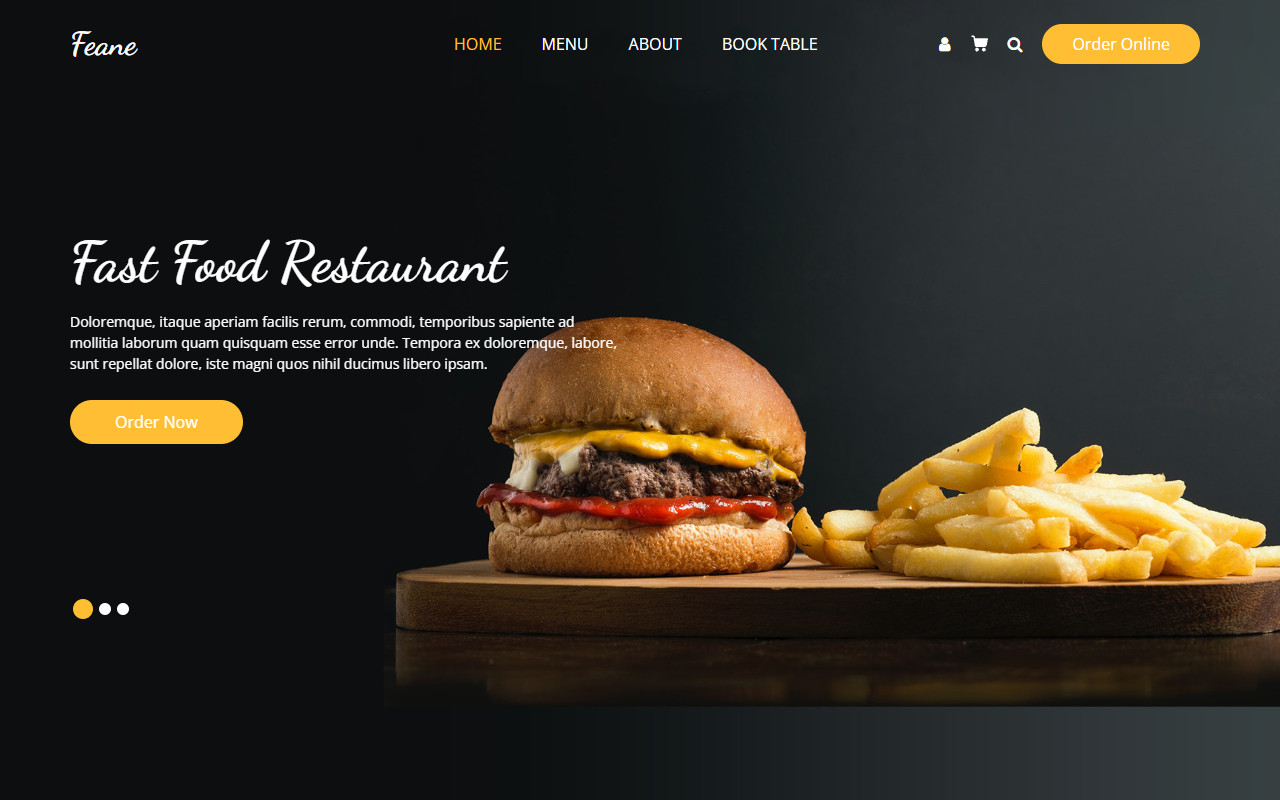 Feane
HOME
MENU
ABOUT
BOOK TABLE
Order Online
Fast Food Restaurant
Doloremque, itaque aperiam facilis rerum, commodi, temporibus sapiente ad
mollitia laborum quam quisquam esse error unde. Tempora ex doloremque, labore,
sunt repellat dolore, iste magni quos nihil ducimus libero ipsam.
Order Now